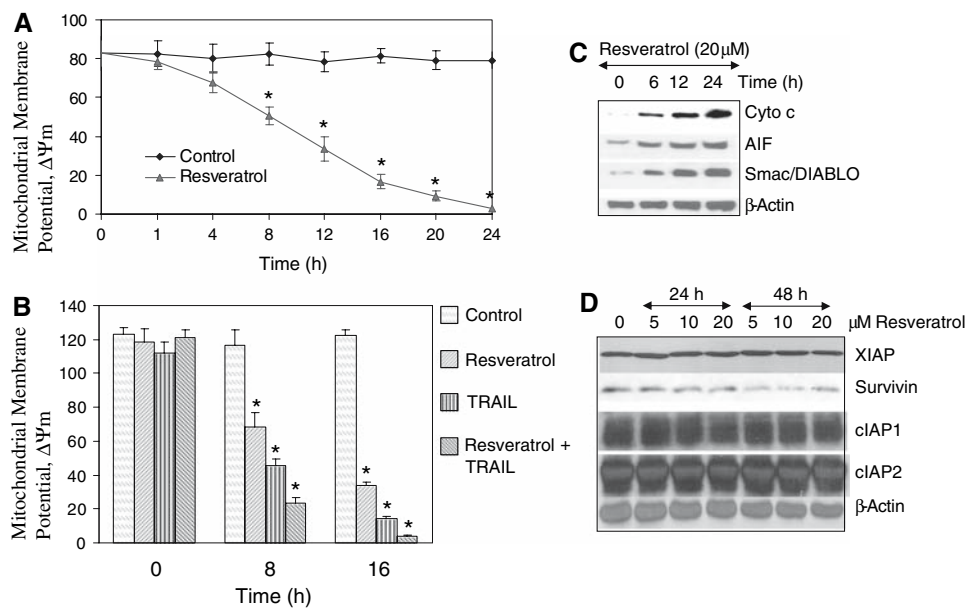 A
Mitochondrial Membrane
Potential, ΔΨm
100
80
60
40
20
0
Control
Resveratrol
*
*
*
*
*
0 1 4 8 12 16 20 24
Time (h)
B
Mitochondrial Membrane
Potential, ΔΨm
140
120
100
80
60
40
20
0
*
*
*
*
*
*
0 8 16
Time (h)
Control
Resveratrol
TRAIL
Resveratrol +
TRAIL
C
Resveratrol (20μM)
0 6 12 24 Time (h)
Cyto c
AIF
Smac/DIABLO
β-Actin
D
24 h 48 h
0 5 10 20 5 10 20 μM Resveratrol
XIAP
Survivin
cIAP1
cIAP2
β-Actin